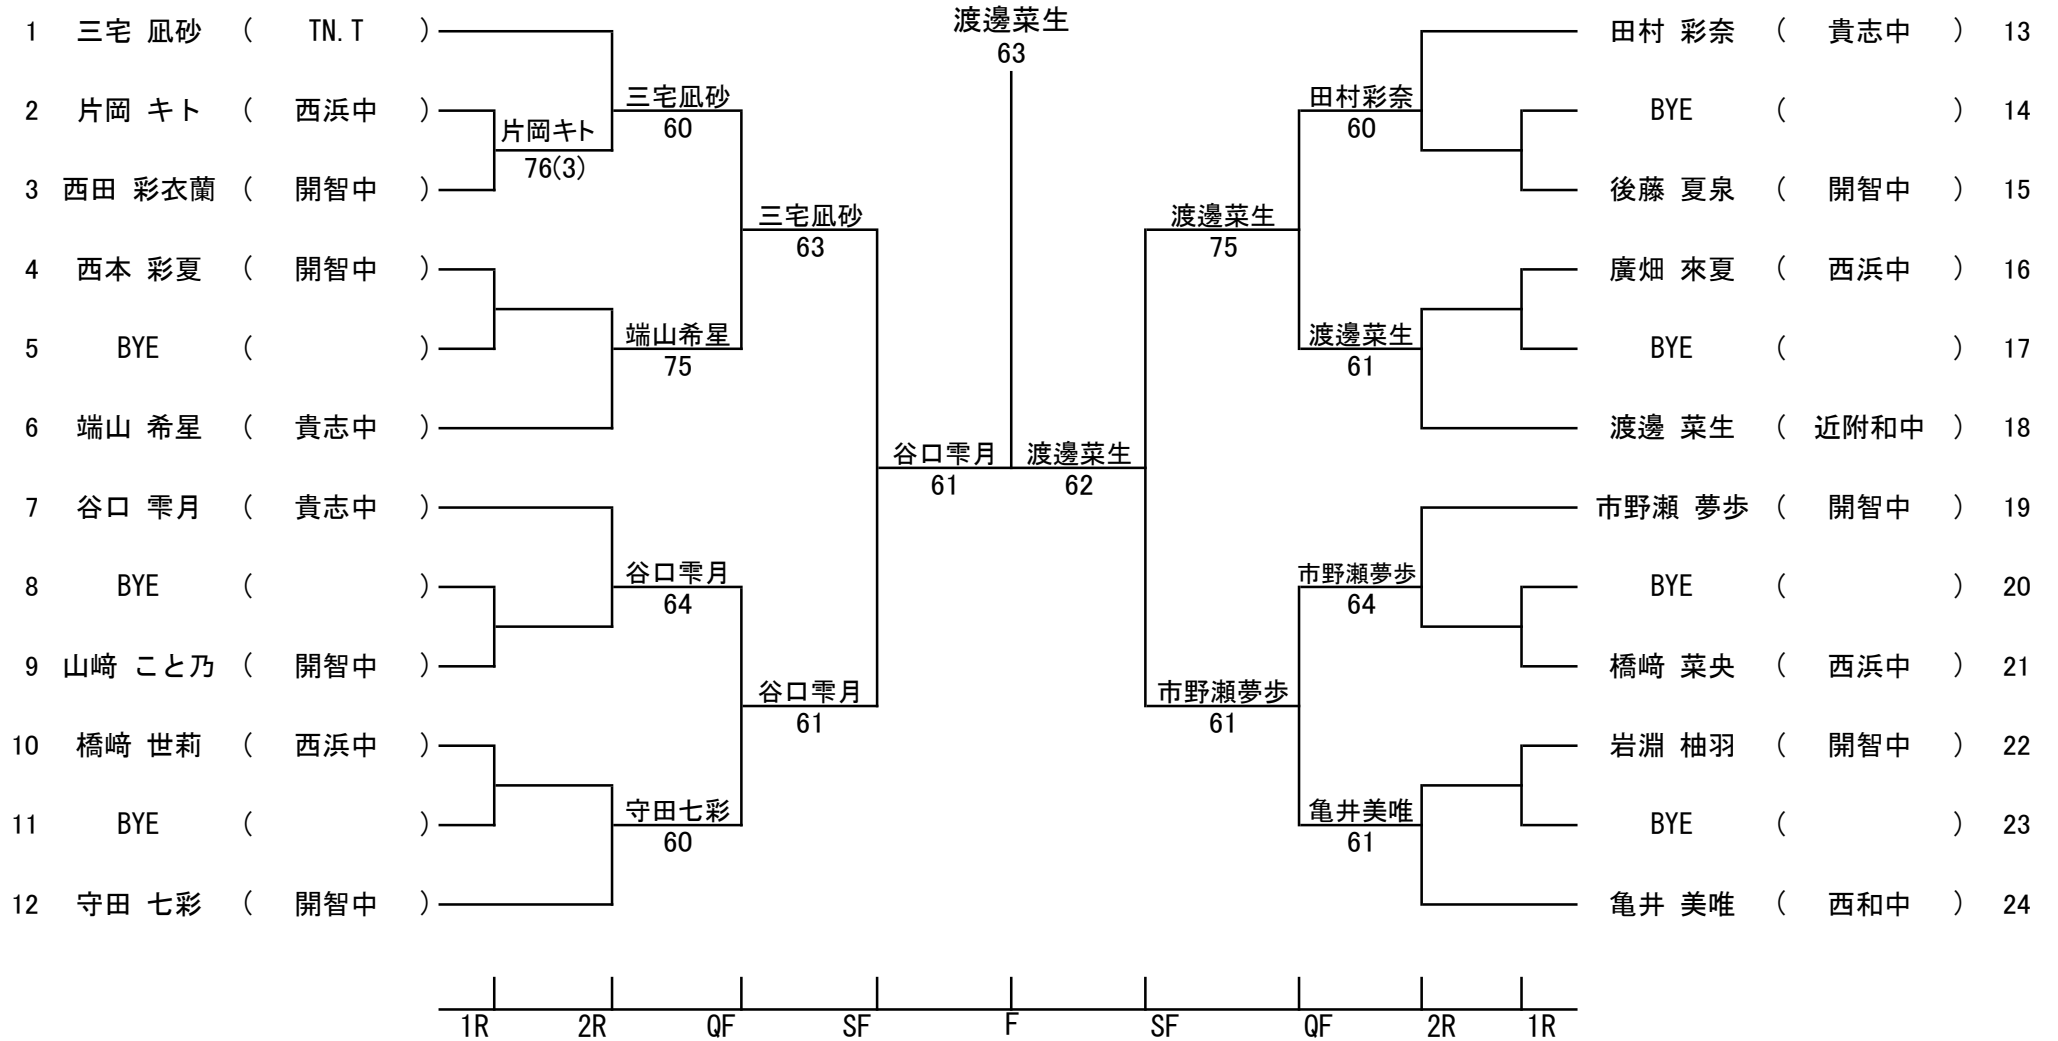 渡邊菜生
63
1 三宅 凪砂 ( TN.T )
2 片岡 キト ( 西浜中 )
3 西田 彩衣蘭 ( 開智中 )
4 西本 彩夏 ( 開智中 )
5 BYE ( )
6 端山 希星 ( 貴志中 )
7 谷口 雫月 ( 貴志中 )
8 BYE ( )
9 山﨑 こと乃 ( 開智中 )
10 橋﨑 世莉 ( 西浜中 )
11 BYE ( )
12 守田 七彩 ( 開智中 )
片岡キト
76(3)
三宅凪砂
60
端山希星
75
谷口雫月
64
守田七彩
60
三宅凪砂
63
谷口雫月
61
谷口雫月
61
渡邊菜生
62
渡邊菜生
75
市野瀬夢歩
61
田村彩奈
60
渡邊菜生
61
市野瀬夢歩
64
亀井美唯
61
田村 彩奈 ( 貴志中 ) 13
BYE ( ) 14
後藤 夏泉 ( 開智中 ) 15
廣畑 來夏 ( 西浜中 ) 16
BYE ( ) 17
渡邊 菜生 ( 近附和中 ) 18
市野瀬 夢歩 ( 開智中 ) 19
BYE ( ) 20
橋﨑 菜央 ( 西浜中 ) 21
岩淵 柚羽 ( 開智中 ) 22
BYE ( ) 23
亀井 美唯 ( 西和中 ) 24
1R 2R QF SF F SF QF 2R 1R